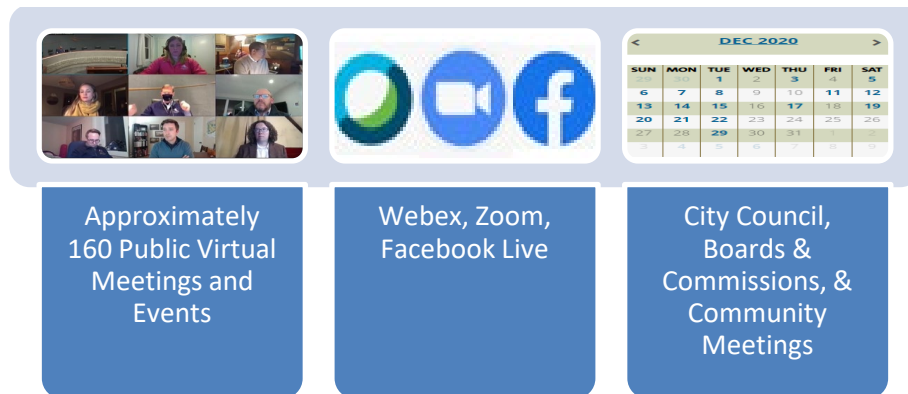 < DEC 2020 >
SUN MON TUE WED THU FRI SAT
29 30 1 2 3 4 5
6 7 8 9 10 11 12
13 14 15 16 17 18 19
20 21 22 23 24 25 26
27 28 29 30 31 1 2
3 4 5 6 7 8 9
Approximately
160 Public Virtual
Meetings and
Events
Webex, Zoom,
Facebook Live
City Council,
Boards &
Commissions, &
Community
Meetings